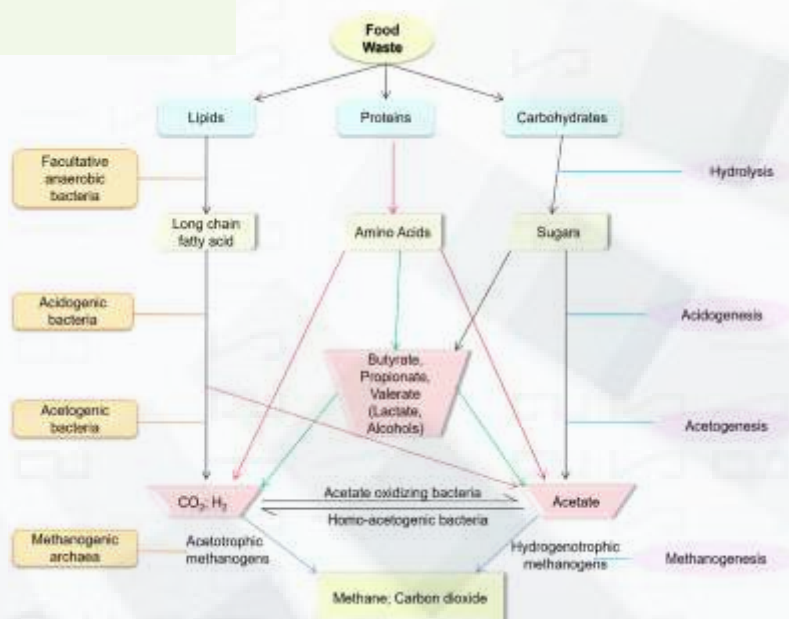 Food
Waste
Lipids
Proteins
Carbohydrates
Facultative
anaerobic
bacteria
Hydrolysis
Long chain
fatty acid
Amino Acids
Sugars
Acidogenic
bacteria
Acidogenesis
Butyrate,
Propionate,
Valerate
(Lactate,
Alcohols)
Acetogenic
bacteria
Acetogenesis
CO₂; H₂
Acetate oxidizing bacteria
Homo-acetogenic bacteria
Acetate
Methanogenic
archaea
Acetotrophic
methanogens
Hydrogenotrophic
methanogens
Methanogenesis
Methane; Carbon dioxide